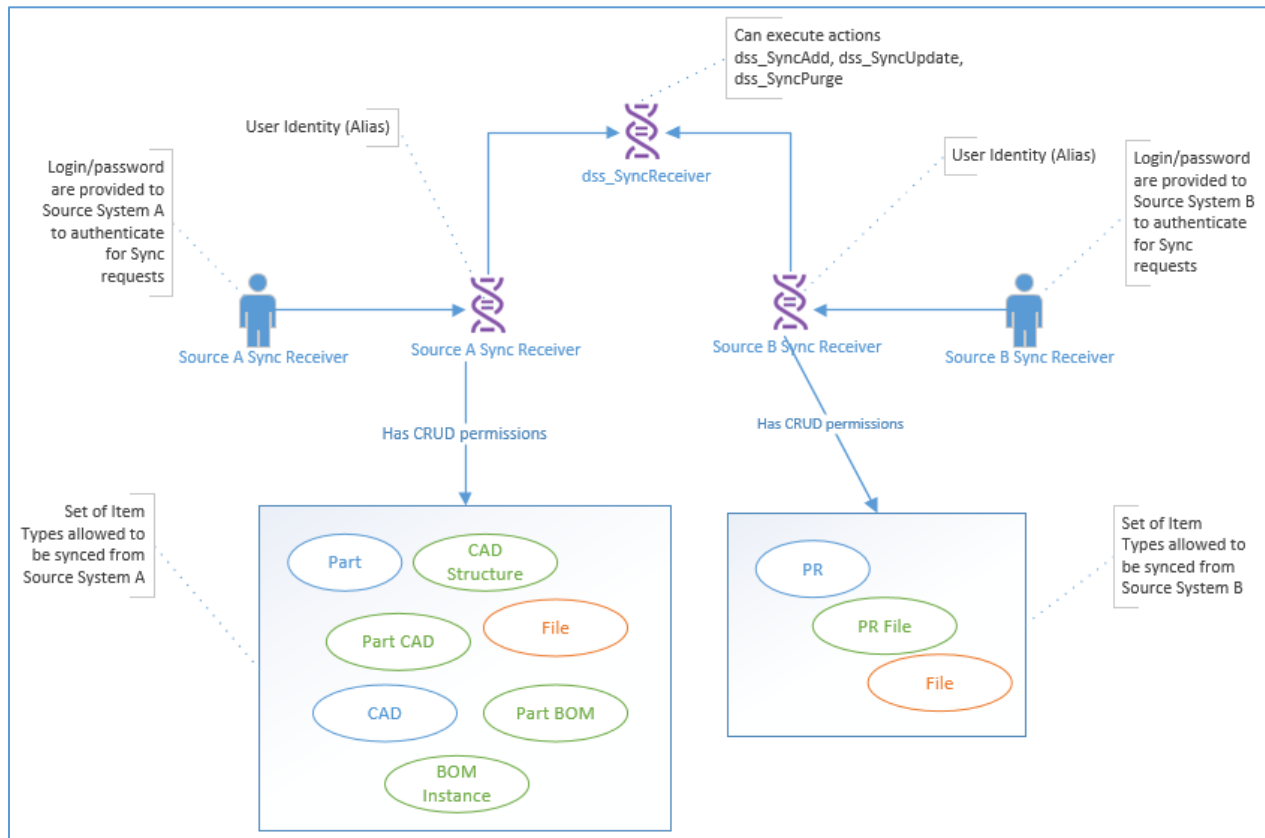 Can execute actions
dss_SyncAdd, dss_SyncUpdate,
dss_SyncPurge
User Identity (Alias)
dss_SyncReceiver
User Identity (Alias)
Login/password
are provided to
Source System A
to authenticate
for Sync
requests
Login/password
are provided to
Source System B
to authenticate
for Sync
requests
Source A Sync Receiver
Source A Sync Receiver
Source B Sync Receiver
Source B Sync Receiver
Has CRUD permissions
Has CRUD permissions
Set of Item
Types allowed to
be synced from
Source System A
Part
CAD
Structure
Part CAD
File
CAD
Part BOM
BOM
Instance
PR
PR File
File
Set of Item
Types allowed to
be synced from
Source System B